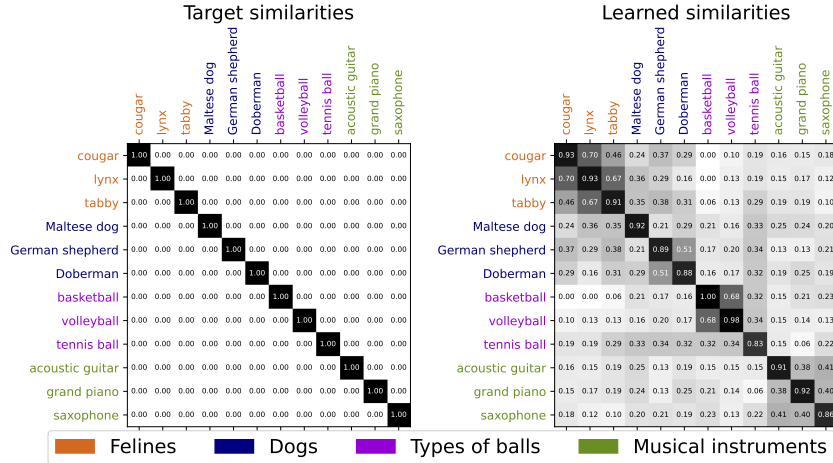 Target similarities
Learned similarities
cougar lynx tabby Maltese dog German shepherd Doberman basketball volleyball tennis ball acoustic guitar grand piano saxophone
cougar lynx tabby Maltese dog German shepherd Doberman basketball volleyball tennis ball acoustic guitar grand piano saxophone
cougar 1.00 0.00 0.00 0.00 0.00 0.00 0.00 0.00 0.00 0.00 0.00 0.00
lynx 0.00 1.00 0.00 0.00 0.00 0.00 0.00 0.00 0.00 0.00 0.00 0.00
tabby 0.00 0.00 1.00 0.00 0.00 0.00 0.00 0.00 0.00 0.00 0.00 0.00
Maltese dog 0.00 0.00 0.00 1.00 0.00 0.00 0.00 0.00 0.00 0.00 0.00 0.00
German shepherd 0.00 0.00 0.00 0.00 1.00 0.00 0.00 0.00 0.00 0.00 0.00 0.00
Doberman 0.00 0.00 0.00 0.00 0.00 1.00 0.00 0.00 0.00 0.00 0.00 0.00
basketball 0.00 0.00 0.00 0.00 0.00 0.00 1.00 0.00 0.00 0.00 0.00 0.00
volleyball 0.00 0.00 0.00 0.00 0.00 0.00 0.00 1.00 0.00 0.00 0.00 0.00
tennis ball 0.00 0.00 0.00 0.00 0.00 0.00 0.00 0.00 1.00 0.00 0.00 0.00
acoustic guitar 0.00 0.00 0.00 0.00 0.00 0.00 0.00 0.00 0.00 1.00 0.00 0.00
grand piano 0.00 0.00 0.00 0.00 0.00 0.00 0.00 0.00 0.00 0.00 1.00 0.00
saxophone 0.00 0.00 0.00 0.00 0.00 0.00 0.00 0.00 0.00 0.00 0.00 1.00
cougar 0.93 0.70 0.46 0.24 0.37 0.29 0.00 0.10 0.19 0.16 0.15 0.18
lynx 0.70 0.93 0.67 0.36 0.29 0.16 0.00 0.13 0.19 0.15 0.17 0.12
tabby 0.46 0.67 0.91 0.35 0.38 0.31 0.06 0.13 0.29 0.19 0.19 0.10
Maltese dog 0.24 0.36 0.35 0.92 0.21 0.29 0.21 0.16 0.33 0.25 0.24 0.20
German shepherd 0.37 0.29 0.38 0.21 0.89 0.51 0.17 0.20 0.34 0.13 0.13 0.21
Doberman 0.29 0.16 0.31 0.29 0.51 0.88 0.16 0.17 0.32 0.19 0.25 0.19
basketball 0.00 0.00 0.06 0.21 0.17 0.16 1.00 0.68 0.32 0.15 0.21 0.23
volleyball 0.10 0.13 0.13 0.16 0.20 0.17 0.68 0.98 0.34 0.15 0.14 0.13
tennis ball 0.19 0.19 0.29 0.33 0.34 0.32 0.32 0.34 0.83 0.15 0.06 0.22
acoustic guitar 0.16 0.15 0.19 0.25 0.13 0.19 0.15 0.15 0.15 0.91 0.38 0.41
grand piano 0.15 0.17 0.19 0.24 0.13 0.25 0.21 0.14 0.06 0.38 0.92 0.40
saxophone 0.18 0.12 0.10 0.20 0.21 0.19 0.23 0.13 0.22 0.41 0.40 0.86
Felines Dogs Types of balls Musical instruments